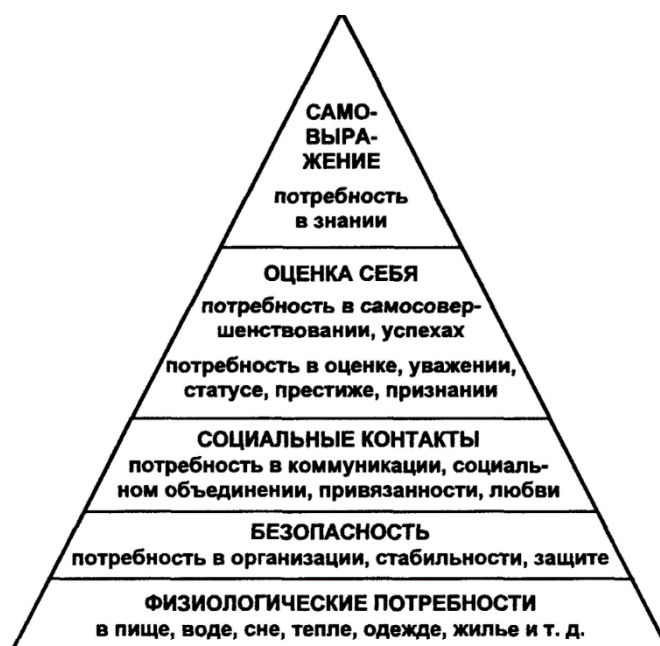 САМО-
ВЫРА-
ЖЕНИЕ
потребность
в знании
ОЦЕНКА СЕБЯ
потребность в самосовер-
шенствовании, успехах
потребность в оценке, уважении,
статусе, престиже, признании
СОЦИАЛЬНЫЕ КОНТАКТЫ
потребность в коммуникации, социаль-
ном объединении, привязанности, любви
БЕЗОПАСНОСТЬ
потребность в организации, стабильности, защите
ФИЗИОЛОГИЧЕСКИЕ ПОТРЕБНОСТИ
в пище, воде, сне, тепле, одежде, жилье и т. д.